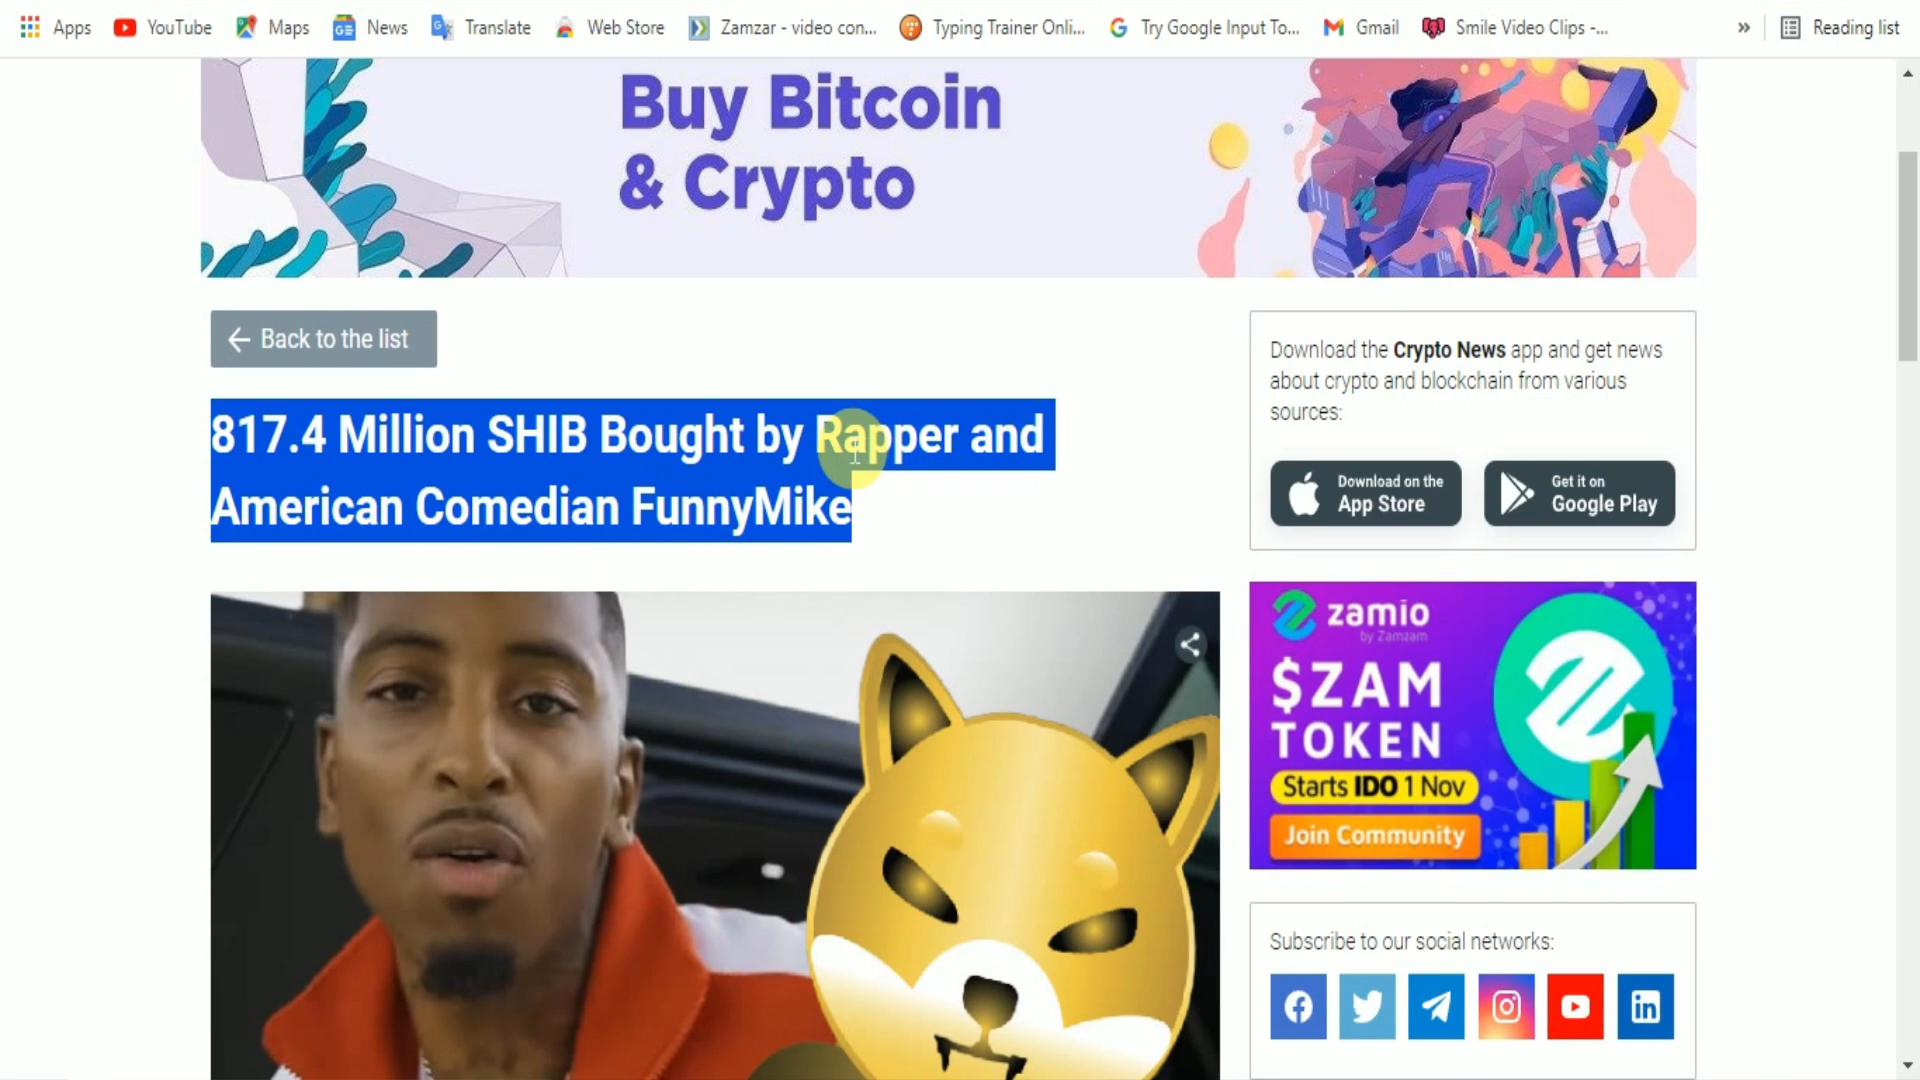 Apps YouTube Maps News Translate Web Store Zamzar - video con... Typing Trainer Onli... Try Google Input To... Gmail Smile Video Clips -... » Reading list
Buy Bitcoin
& Crypto
Back to the list
817.4 Million SHIB Bought by Rapper and
American Comedian FunnyMike
Download the Crypto News app and get news
about crypto and blockchain from various
sources:
Download on the
App Store
Get it on
Google Play
zamio
by Zamzam
$ZAM
TOKEN
Starts IDO 1 Nov
Join Community
Subscribe to our social networks: